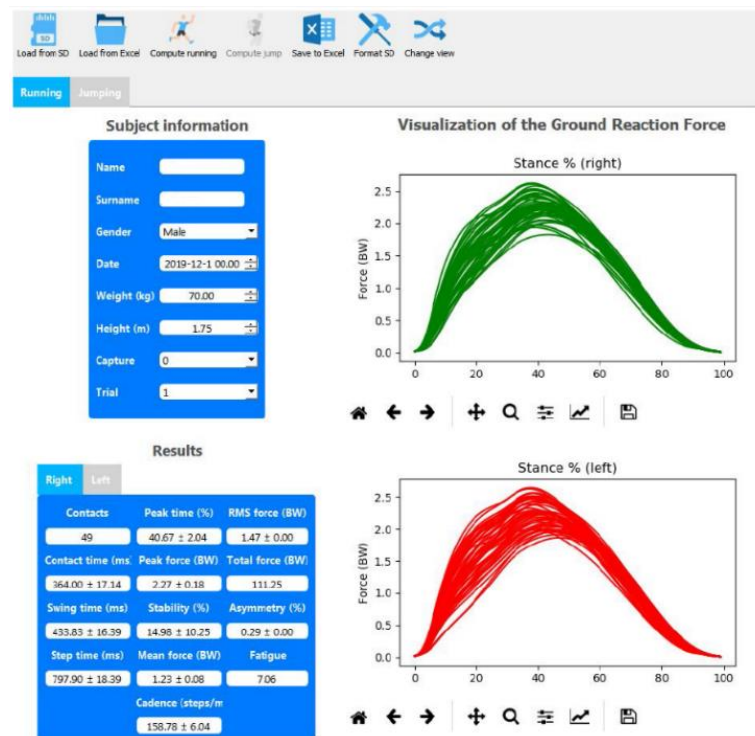 Load from SD Load from Excel Compute running Compute jump Save to Excel Format SD Change view
Running Jumping
Subject information
Name
Surname
Gender Male
Date 2019-12-1 00.00
Weight (kg) 70.00
Height (m) 1.75
Capture 0
Trial 1
Visualization of the Ground Reaction Force
Stance % (right)
Force (BW)
2.5
2.0
1.5
1.0
0.5
0.0
0 20 40 60 80 100
Results
Right Left
Contacts Peak time (%) RMS force (BW)
49 40.67 ± 2.04 1.47 ± 0.00
Contact time (ms Peak force (BW) Total force (BW)
364.00 ± 17.14 2.27 ± 0.18 111.25
Swing time (ms) Stability (%) Asymmetry (%)
433.83 ± 16.39 14.98 ± 10.25 0.29 ± 0.00
Step time (ms) Mean force (BW) Fatigue
797.90 ± 18.39 1.23 ± 0.08 7.06
Cadence (steps/m
158.78 ± 6.04
Stance % (left)
Force (BW)
2.5
2.0
1.5
1.0
0.5
0.0
0 20 40 60 80 100